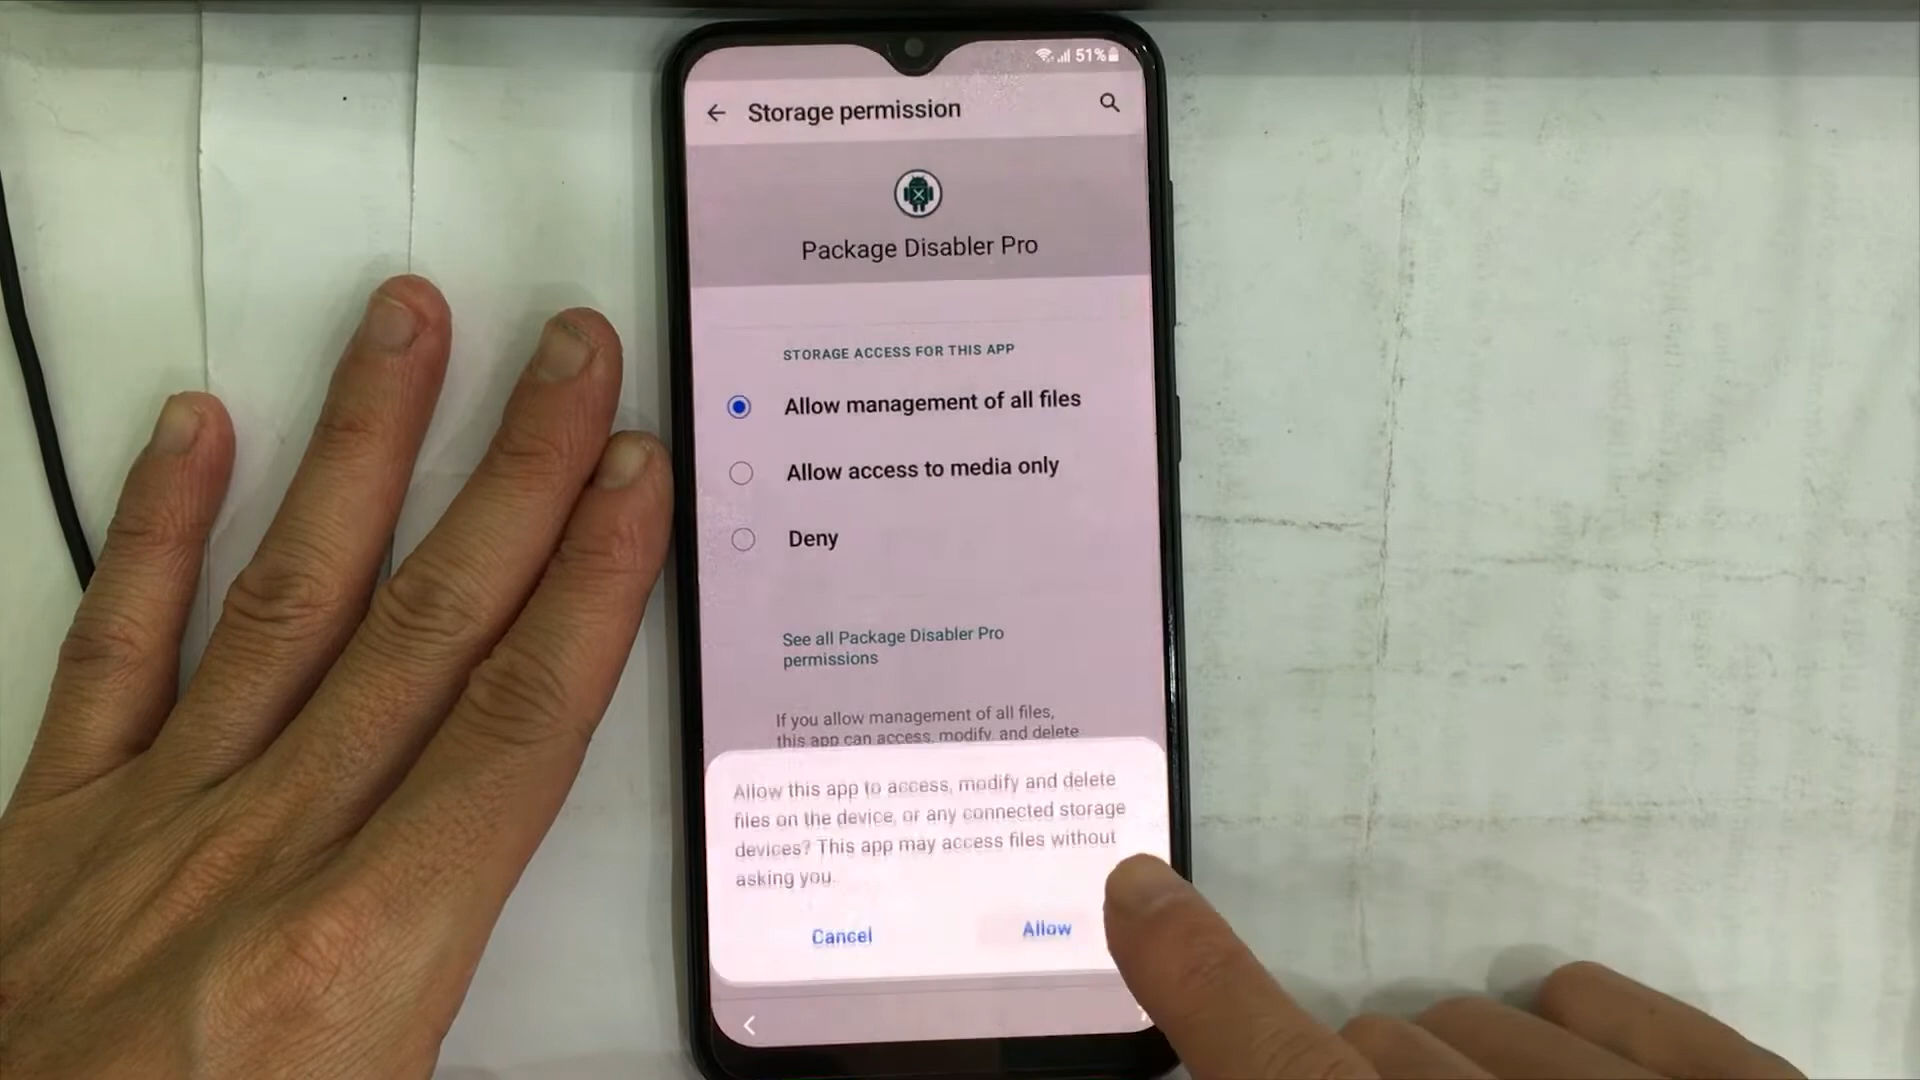 51%
Storage permission
Package Disabler Pro
STORAGE ACCESS FOR THIS APP
Allow management of all files
Allow access to media only
Deny
See all Package Disabler Pro
permissions
If you allow management of all files,
this app can access, modify, and delete
Allow this app to access, modify and delete
files on the device, or any connected storage
devices? This app may access files without
asking you.
Cancel
Allow